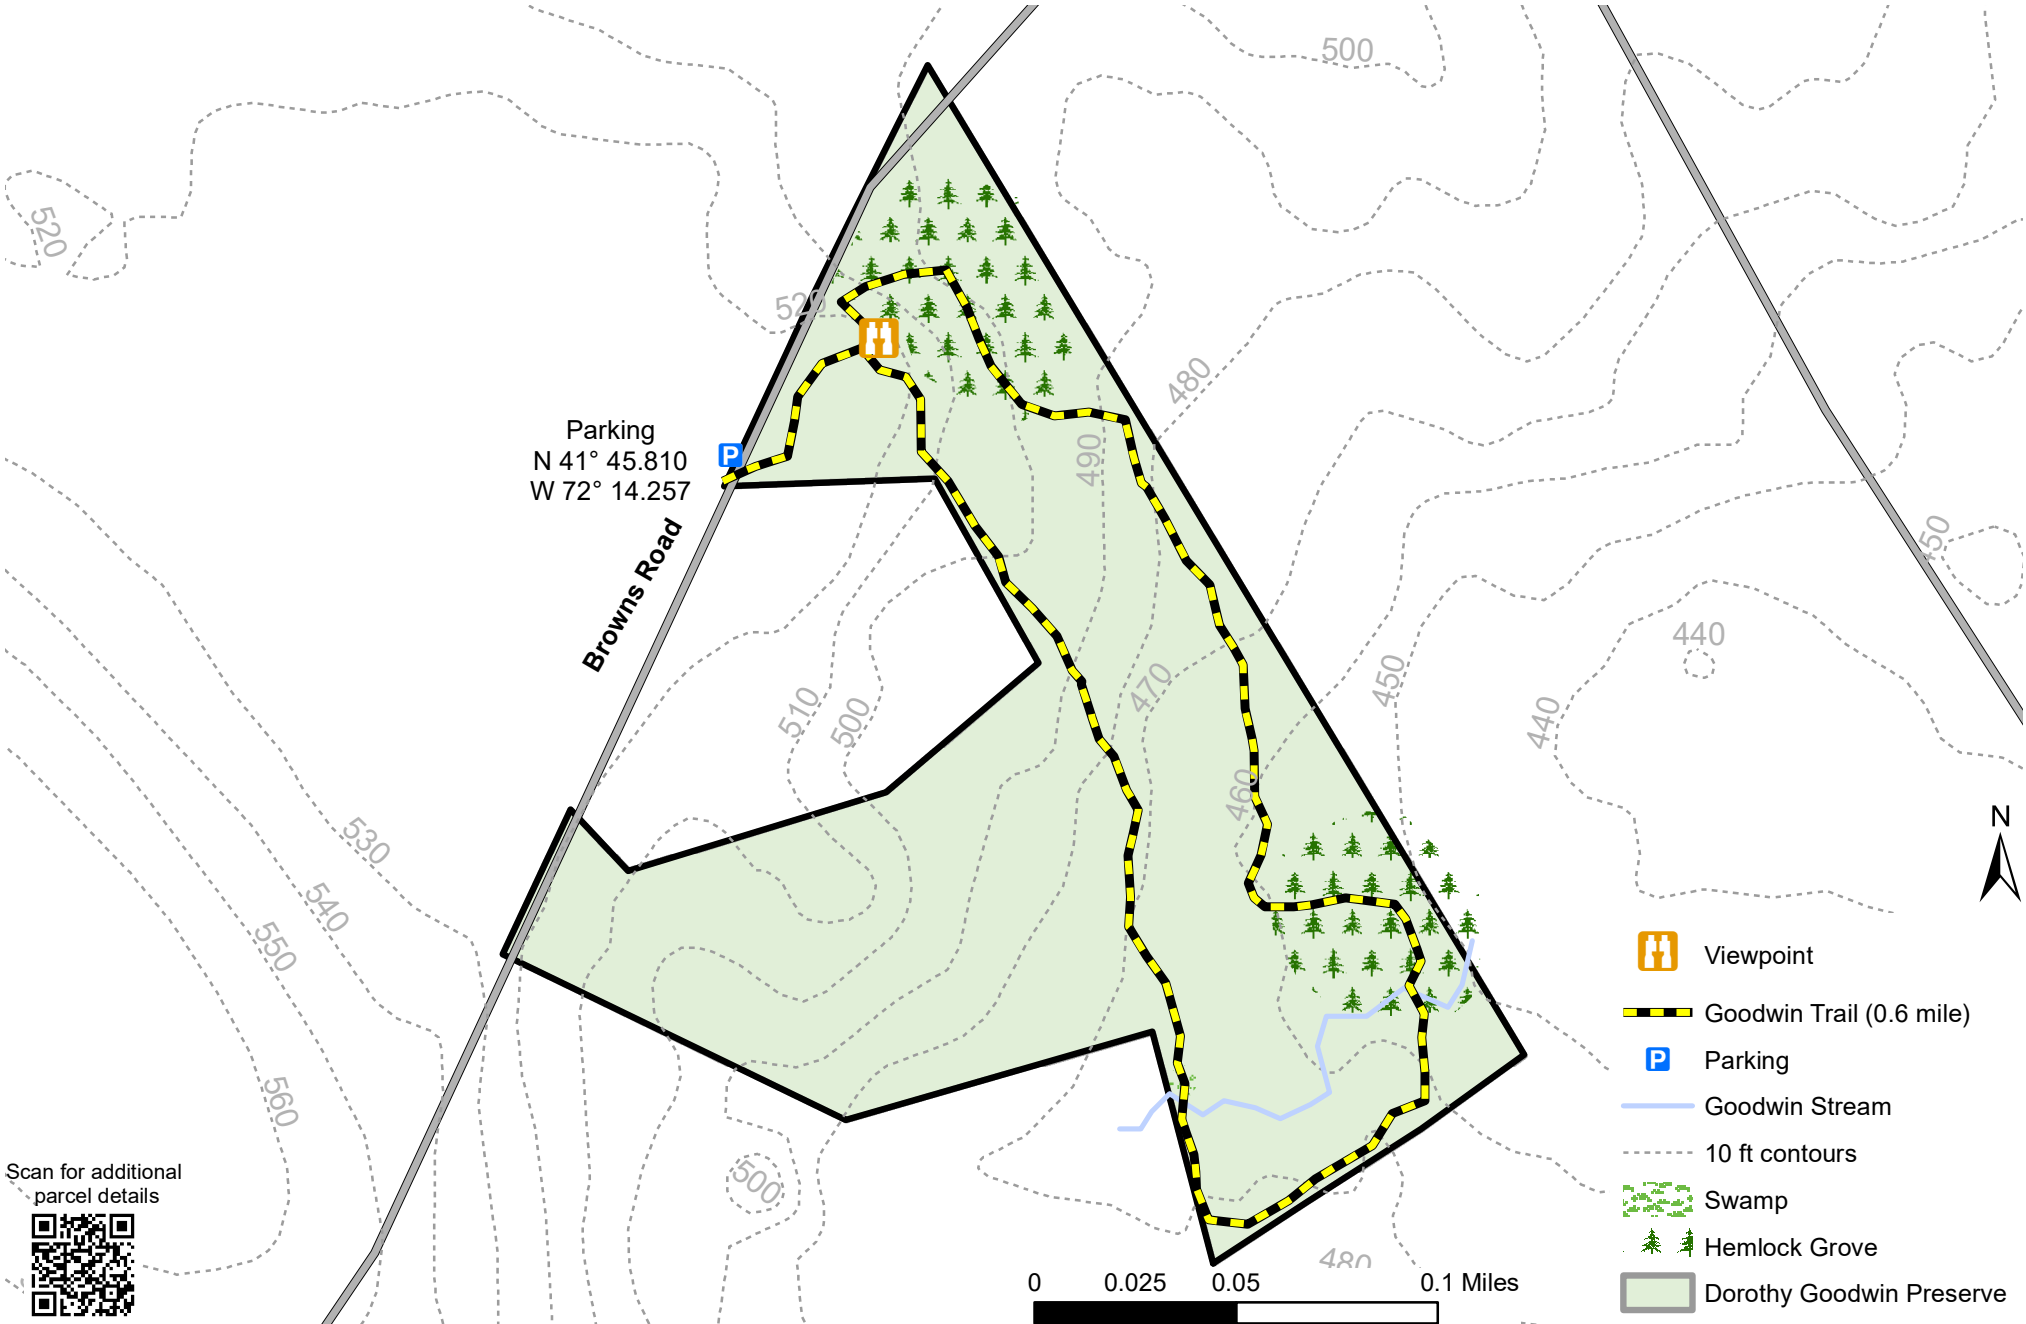 500
520
520
Parking
N 41° 45.810
W 72° 14.257
P
Browns Road
480
490
510
500
470
460
450
440
440
450
530
540
550
560
500
480
N
Viewpoint
Goodwin Trail (0.6 mile)
P
Parking
Goodwin Stream
10 ft contours
Swamp
Hemlock Grove
Dorothy Goodwin Preserve
Scan for additional
parcel details
0 0.025 0.05 0.1 Miles